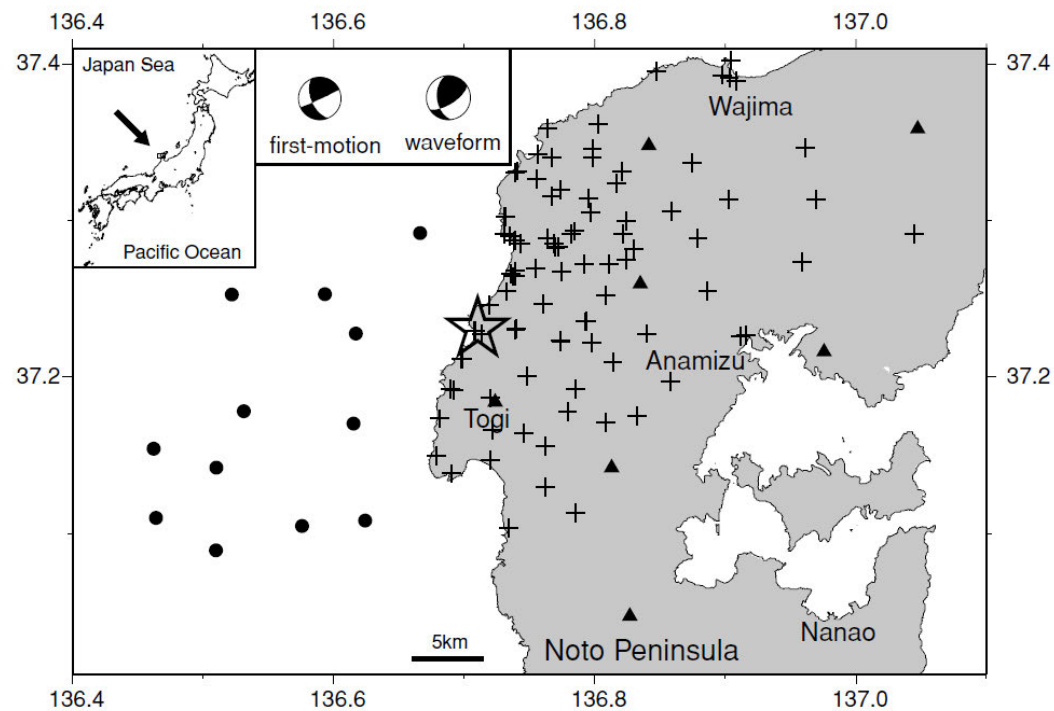 136.4 136.6 136.8 137.0
37.4 37.4
Japan Sea
Pacific Ocean
first-motion
waveform
Wajima
37.2 37.2
Anamizu
Togi
5km
Noto Peninsula
Nanao
136.4 136.6 136.8 137.0